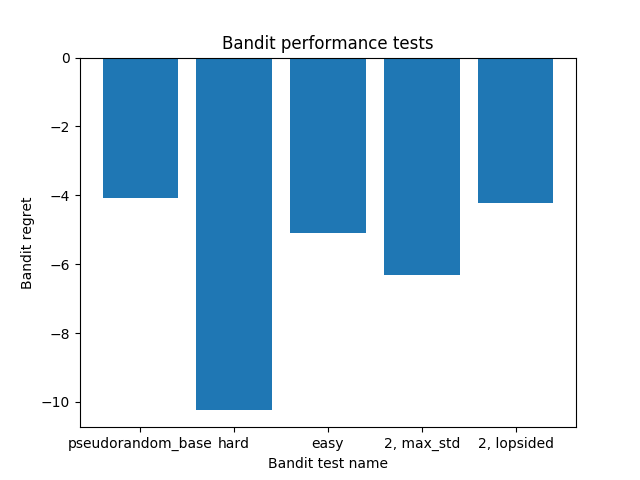 Bandit performance tests
0
−2
−4
−6
−8
−10
Bandit regret
pseudorandom_base hard easy 2, max_std 2, lopsided
Bandit test name